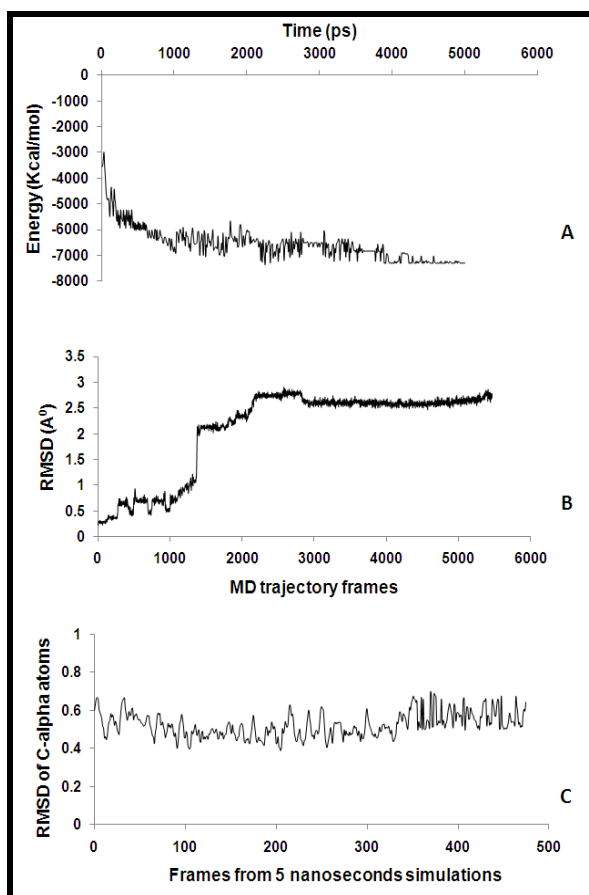 Time (ps)
0 1000 2000 3000 4000 5000 6000
0
-1000
-2000
-3000
-4000
-5000
-6000
-7000
-8000
Energy (Kcal/mol)
A
3.5
3
2.5
2
1.5
1
0.5
0
RMSD (A⁰)
B
0 1000 2000 3000 4000 5000 6000
MD trajectory frames
1
0.8
0.6
0.4
0.2
0
RMSD of C-alpha atoms
C
0 100 200 300 400 500
Frames from 5 nanoseconds simulations